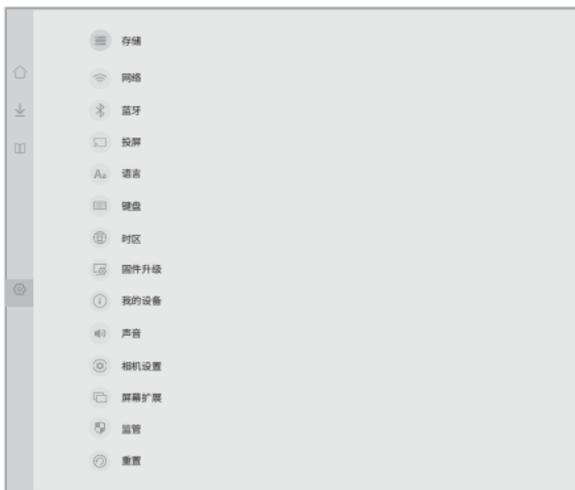 存储
网络
蓝牙
投屏
语言
键盘
时区
固件升级
我的设备
声音
相机设置
屏幕扩展
监管
重置